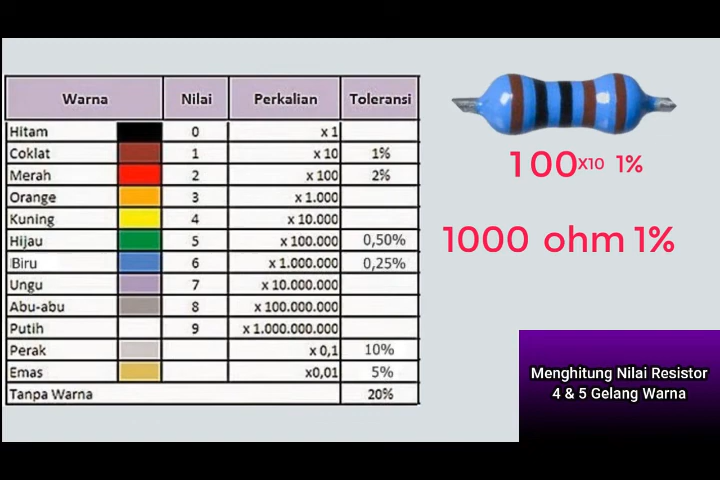 Warna Nilai Perkalian Toleransi
Hitam 0 x 1
Coklat 1 x 10 1%
Merah 2 x 100 2%
Orange 3 x 1.000
Kuning 4 x 10.000
Hijau 5 x 100.000 0,50%
Biru 6 x 1.000.000 0,25%
Ungu 7 x 10.000.000
Abu-abu 8 x 100.000.000
Putih 9 x 1.000.000.000
Perak x 0,1 10%
Emas x0,01 5%
Tanpa Warna 20%
100 X10 1%
1000 ohm 1%
Menghitung Nilai Resistor
4 & 5 Gelang Warna